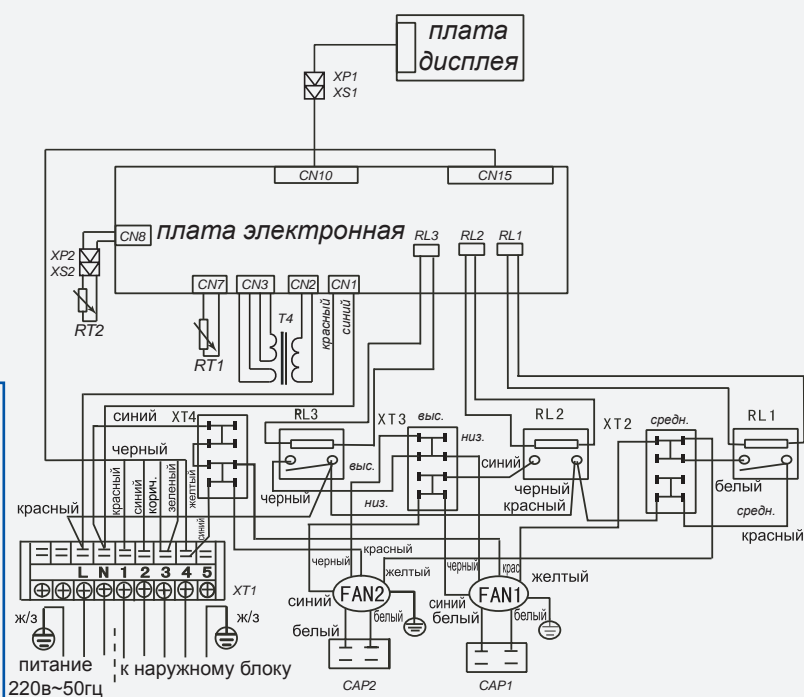 плата
дисплея
XP1
XS1
CN10
CN15
CN8
плата электронная
RL3
RL2
RL1
XP2
XS2
RT2
CN7
CN3
CN2
CN1
RT1
T4
красный
синий
синий
XT4
RL3
XT3
выс.
низ.
RL2
XT2
средн.
RL1
черный
выс.
черный
низ.
синий
черный
красный
белый
средн.
красный
красный
красный
синий
корич.
зеленый
желтый
синий
L N 1 2 3 4 5
XT1
черный
красный
желтый
черный
крас
желтый
синий
FAN2
синий
FAN1
белый
белый
белый
белый
ж/з
ж/з
питание
220в~50гц
к наружному блоку
CAP2
CAP1